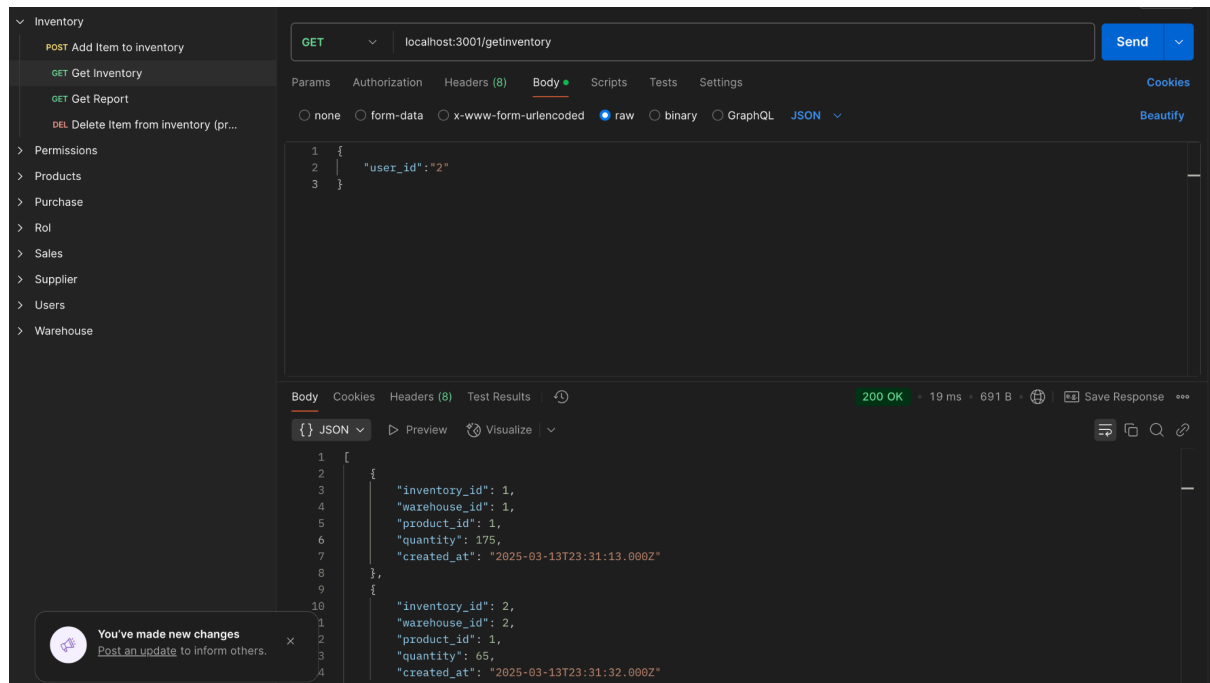 Inventory
POST Add Item to inventory
GET Get Inventory
GET Get Report
DEL Delete Item from inventory (pr...
Permissions
Products
Purchase
Rol
Sales
Supplier
Users
Warehouse
GET localhost:3001/getinventory Send
Params Authorization Headers (8) Body Scripts Tests Settings Cookies
none form-data x-www-form-urlencoded raw binary GraphQL JSON Beautify
1 {
2 "user_id":"2"
3 }
Body Cookies Headers (8) Test Results 200 OK 19 ms 691 B e.g. Save Response
{} JSON Preview Visualize
1 [
2 {
3 "inventory_id": 1,
4 "warehouse_id": 1,
5 "product_id": 1,
6 "quantity": 175,
7 "created_at": "2025-03-13T23:31:13.000Z"
8 },
9 {
10 "inventory_id": 2,
1 "warehouse_id": 2,
2 "product_id": 1,
3 "quantity": 65,
4 "created_at": "2025-03-13T23:31:32.000Z"
You've made new changes
Post an update to inform others.